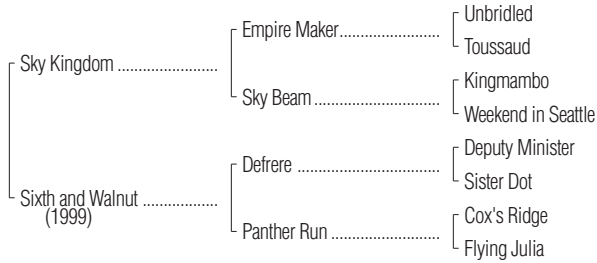 Unbridled
Empire Maker
Toussaud
Sky Kingdom
Kingmambo
Sky Beam
Weekend in Seattle
Deputy Minister
Defrere
Sister Dot
Sixth and Walnut
(1999)
Cox's Ridge
Panther Run
Flying Julia